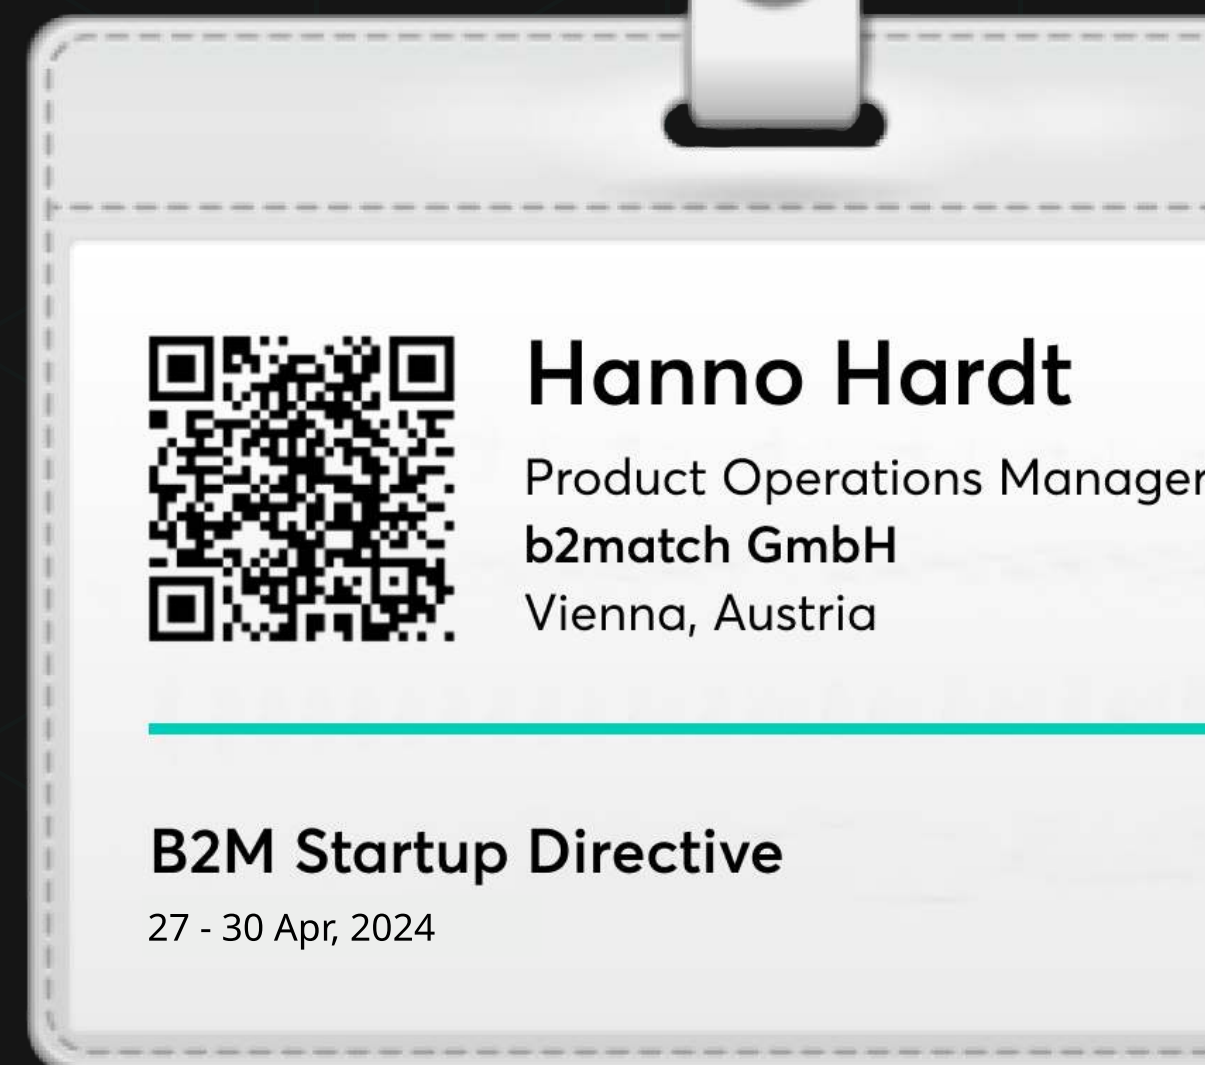 Hanno Hardt
Product Operations Manager
b2match GmbH
Vienna, Austria
B2M Startup Directive
27 - 30 Apr, 2024